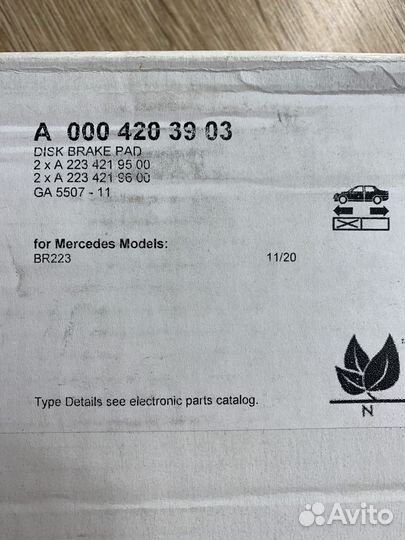 A 000 420 39 03
DISK BRAKE PAD
2 x A 223 421 95 00
2 x A 223 421 96 00
GA 5507 - 11
for Mercedes Models:
BR223 11/20
Type Details see electronic parts catalog.
N
Avito